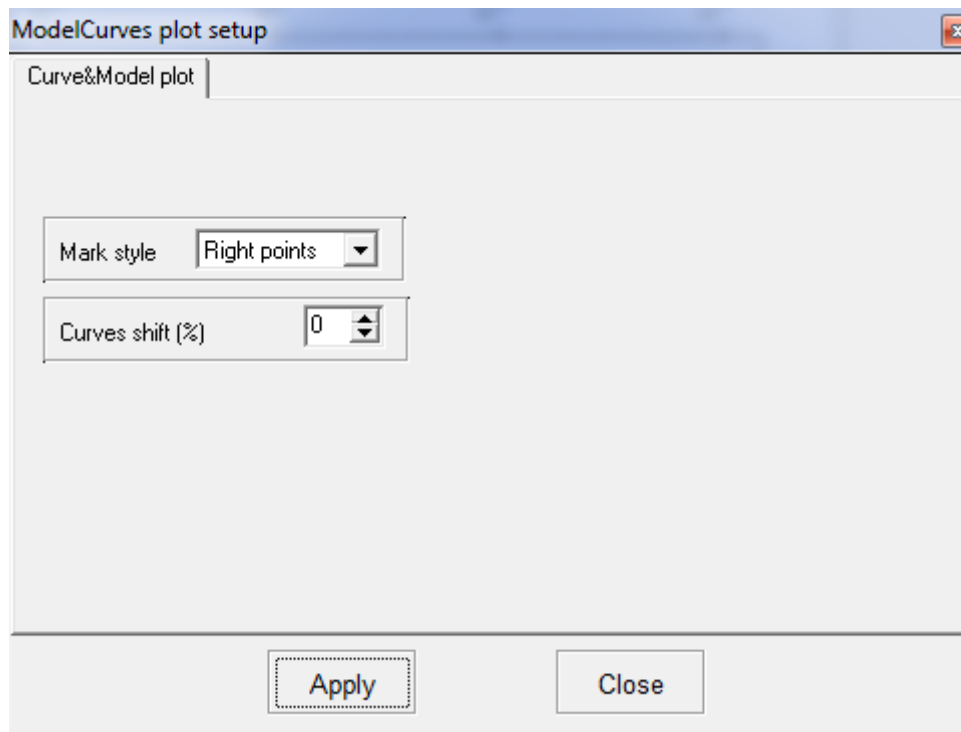 ModelCurves plot setup
Curve&Model plot
Mark style Right points
Curves shift (%) 0
Apply Close